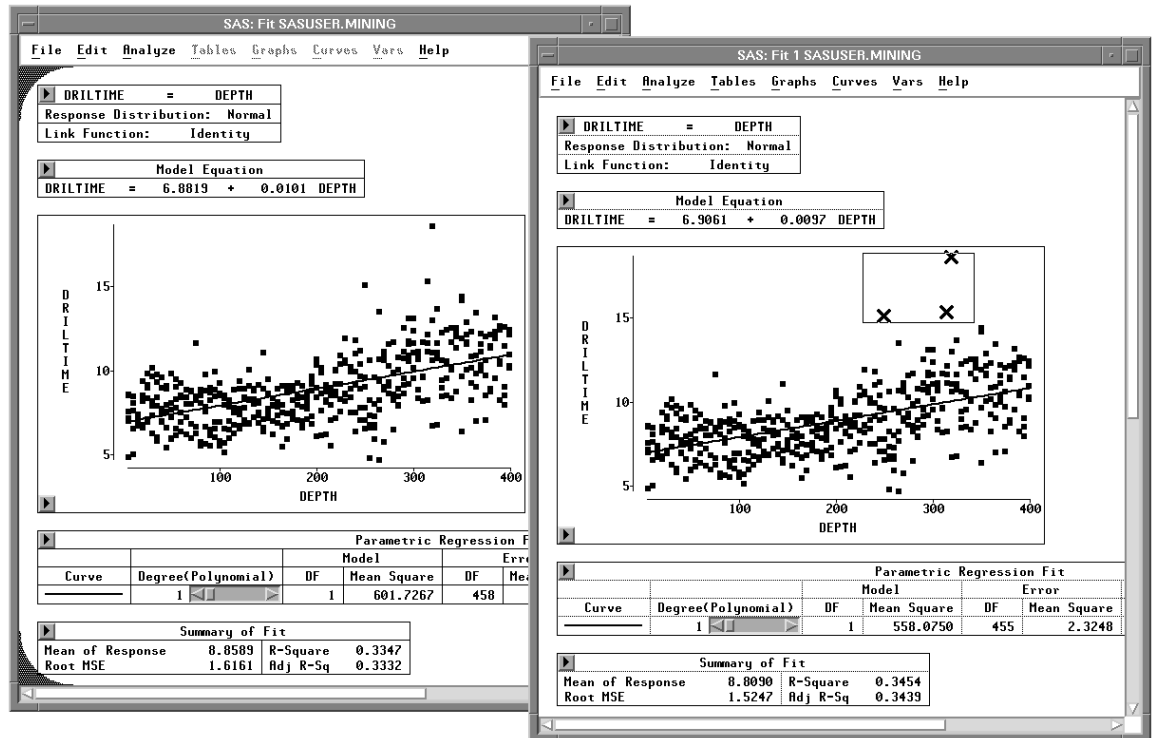 SAS: Fit SASUSER.MINING
File Edit Analyze Tables Graphs Curves Vars Help
DRILTIME = DEPTH
Response Distribution: Normal
Link Function: Identity
Model Equation
DRILTIME = 6.8819 + 0.0101 DEPTH
DRILTIME
15
10
5
100 200 300 400
DEPTH
Parametric Regression F
Model Erro
Curve Degree(Polynomial) DF Mean Square DF Mea
1 1 601.7267 458
Summary of Fit
Mean of Response 8.8589 R-Square 0.3347
Root MSE 1.6161 Adj R-Sq 0.3332
SAS: Fit 1 SASUSER.MINING
File Edit Analyze Tables Graphs Curves Vars Help
DRILTIME = DEPTH
Response Distribution: Normal
Link Function: Identity
Model Equation
DRILTIME = 6.9061 + 0.0097 DEPTH
DRILTIME
15
10
5
100 200 300 400
DEPTH
Parametric Regression Fit
Model Error
Curve Degree(Polynomial) DF Mean Square DF Mean Square
1 1 558.0750 455 2.3248
Summary of Fit
Mean of Response 8.8090 R-Square 0.3454
Root MSE 1.5247 Adj R-Sq 0.3439